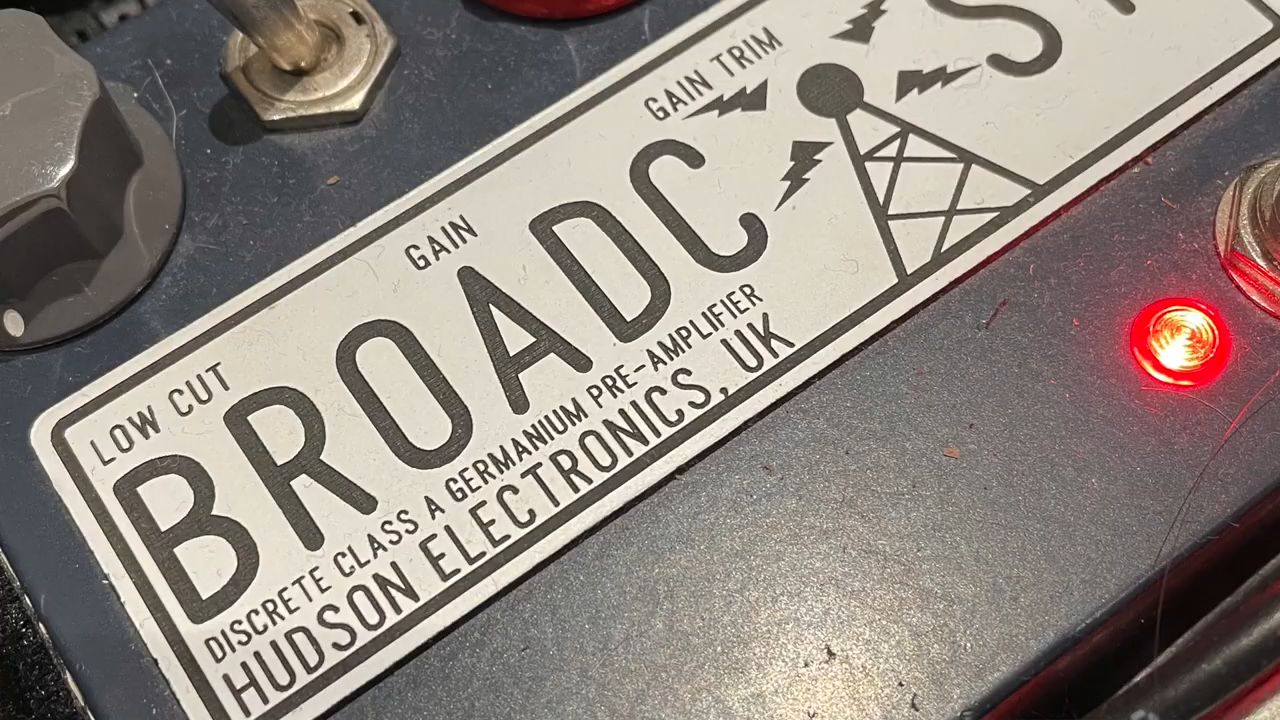 LOW CUT
GAIN
GAIN TRIM
BROADC
DISCRETE CLASS A GERMANIUM PRE-AMPLIFIER
HUDSON ELECTRONICS, UK